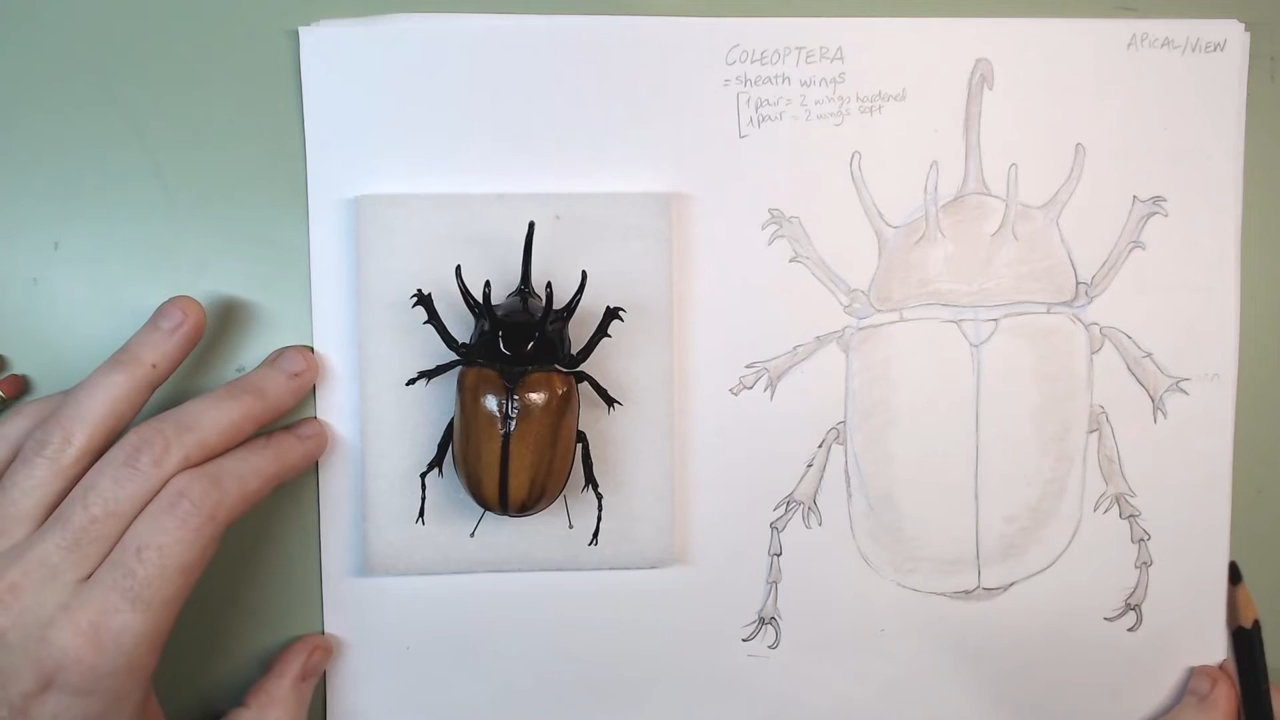 COLEOPTERA
= sheath wings
1 pair = 2 wings hardened
1 pair = 2 wings soft
APICAL/VIEW